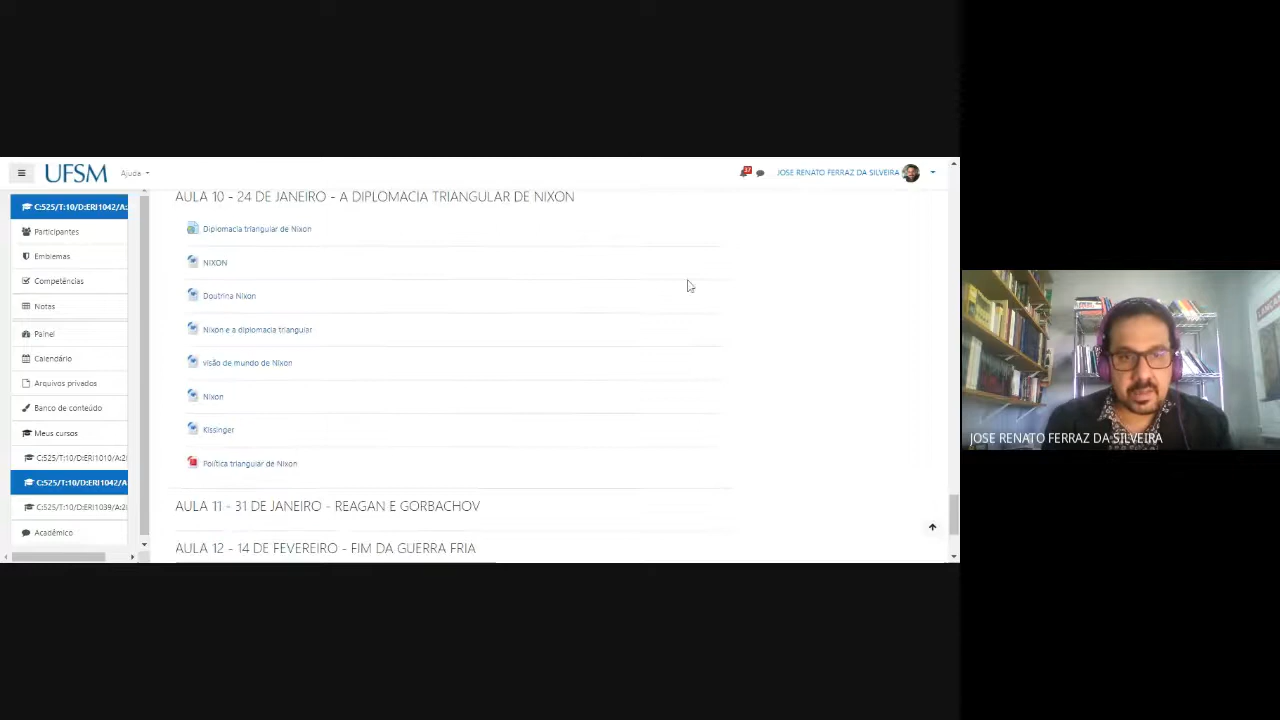 UFSM
Ajuda
37
JOSE RENATO FERRAZ DA SILVEIRA
C:525/T:10/D:ERI1042/A:
Participantes
Emblemas
Competências
Notas
Painel
Calendário
Arquivos privados
Banco de conteúdo
Meus cursos
C:525/T:10/D:ERI1010/A:2
C:525/T:10/D:ERI1042/A:
C:525/T:10/D:ERI1039/A:2
Acadêmico
AULA 10 - 24 DE JANEIRO - A DIPLOMACIA TRIANGULAR DE NIXON
Diplomacia triangular de Nixon
NIXON
Doutrina Nixon
Nixon e a diplomacia triangular
visão de mundo de Nixon
Nixon
Kissinger
Política triangular de Nixon
AULA 11 - 31 DE JANEIRO - REAGAN E GORBACHOV
AULA 12 - 14 DE FEVEREIRO - FIM DA GUERRA FRIA
JOSE RENATO FERRAZ DA SILVEIRA